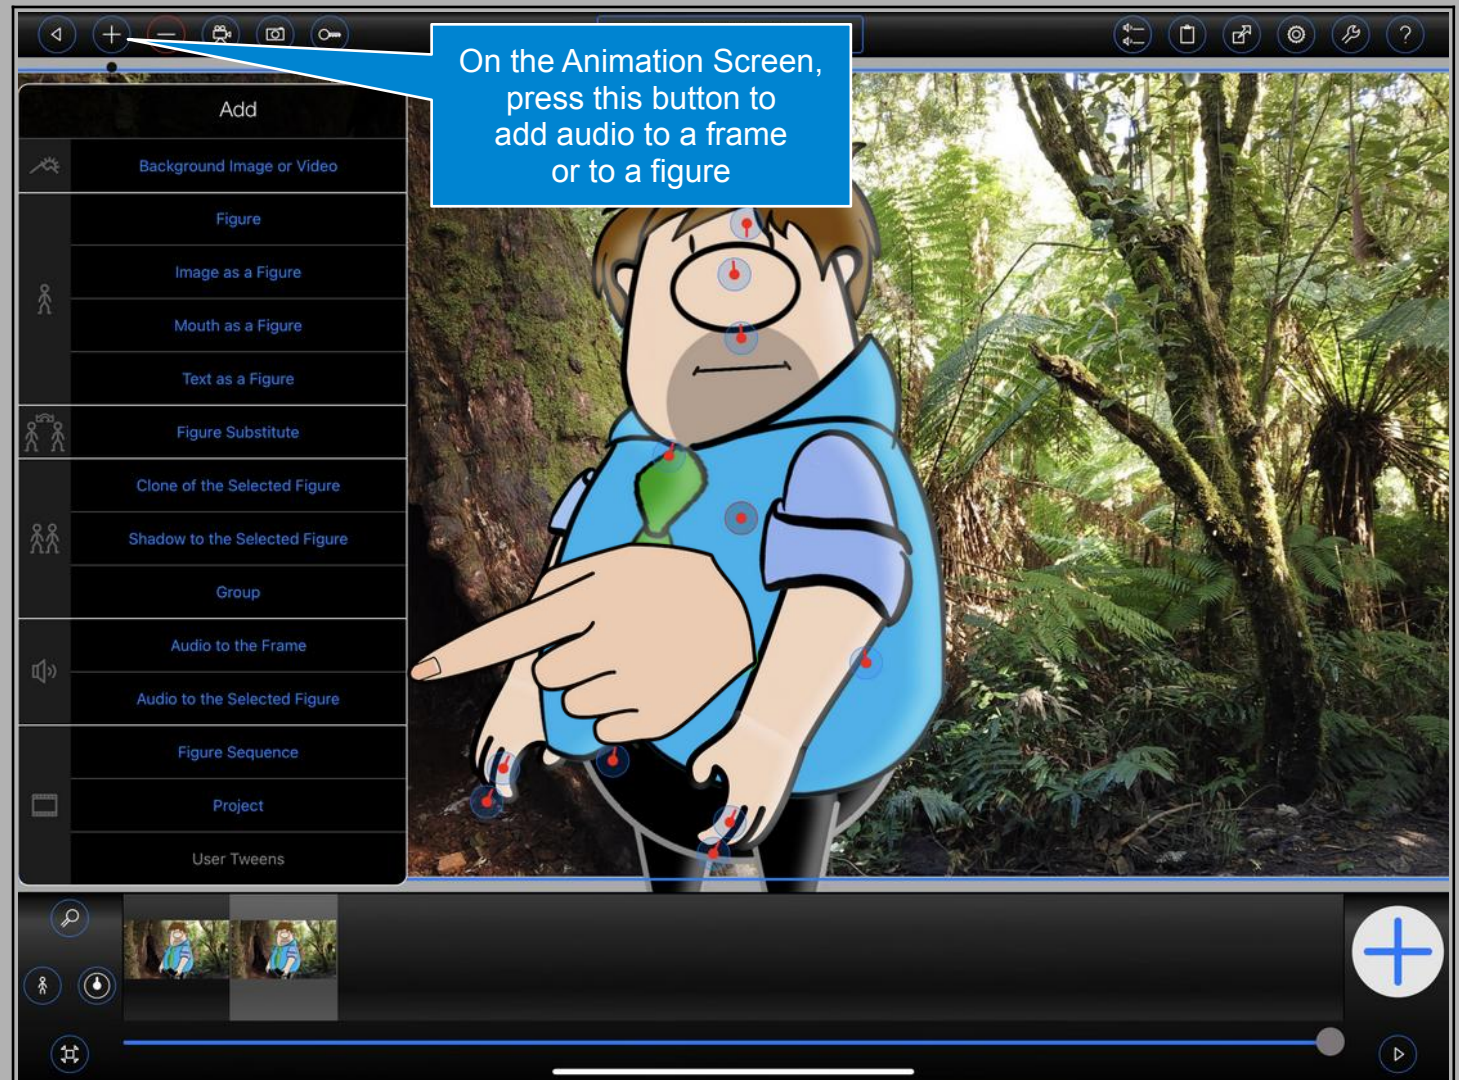 On the Animation Screen,
press this button to
add audio to a frame
or to a figure
?
Add
Background Image or Video
Figure
Image as a Figure
Mouth as a Figure
Text as a Figure
Figure Substitute
Clone of the Selected Figure
Shadow to the Selected Figure
Group
Audio to the Frame
Audio to the Selected Figure
Figure Sequence
Project
User Tweens